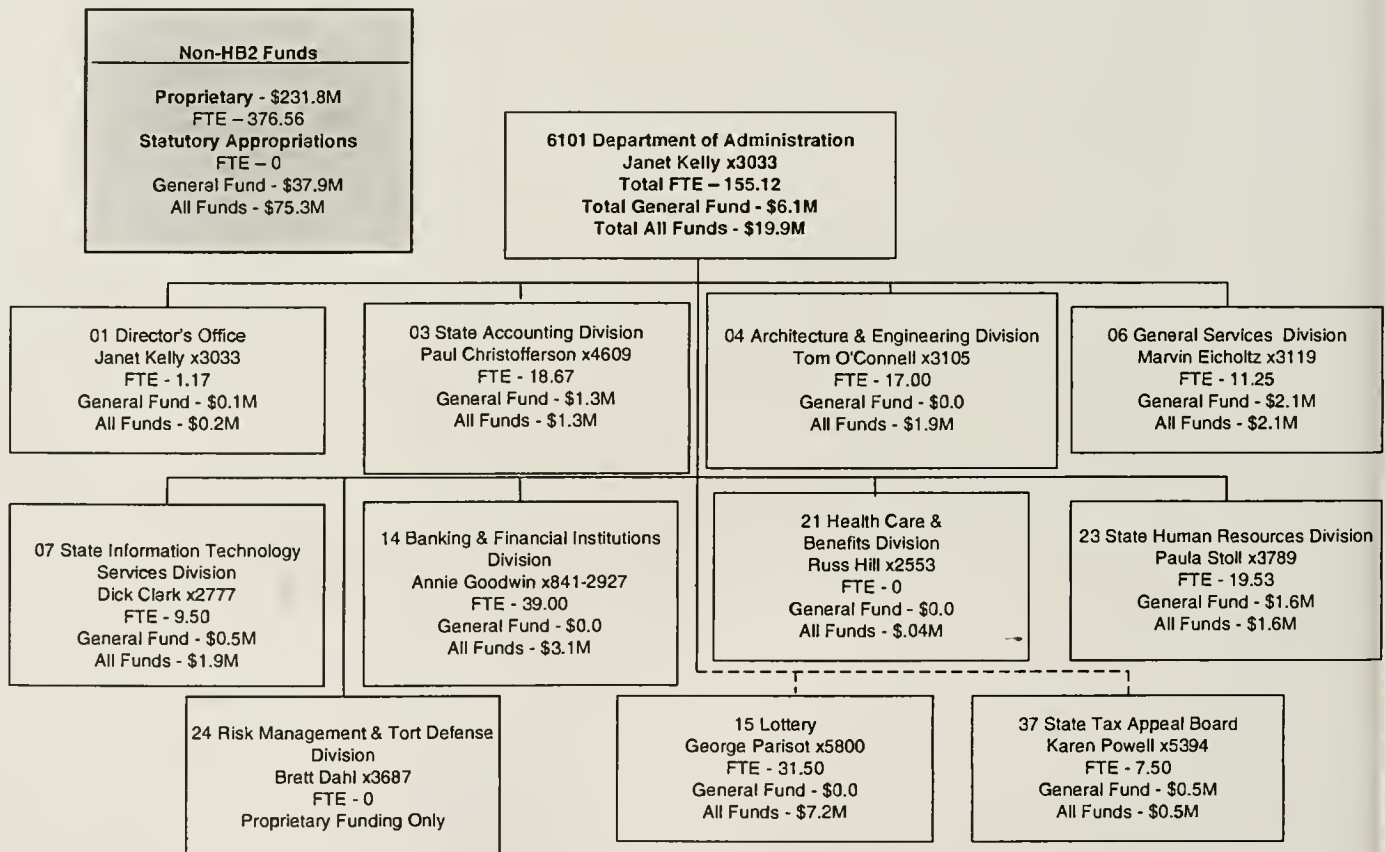 Non-HB2 Funds
Proprietary - $231.8M
FTE – 376.56
Statutory Appropriations
FTE – 0
General Fund - $37.9M
All Funds - $75.3M
6101 Department of Administration
Janet Kelly x3033
Total FTE – 155.12
Total General Fund - $6.1M
Total All Funds - $19.9M
01 Director's Office
Janet Kelly x3033
FTE - 1.17
General Fund - $0.1M
All Funds - $0.2M
03 State Accounting Division
Paul Christofferson x4609
FTE - 18.67
General Fund - $1.3M
All Funds - $1.3M
04 Architecture & Engineering Division
Tom O'Connell x3105
FTE - 17.00
General Fund - $0.0
All Funds - $1.9M
06 General Services Division
Marvin Eicholtz x3119
FTE - 11.25
General Fund - $2.1M
All Funds - $2.1M
07 State Information Technology
Services Division
Dick Clark x2777
FTE - 9.50
General Fund - $0.5M
All Funds - $1.9M
14 Banking & Financial Institutions
Division
Annie Goodwin x841-2927
FTE - 39.00
General Fund - $0.0
All Funds - $3.1M
21 Health Care &
Benefits Division
Russ Hill x2553
FTE - 0
General Fund - $0.0
All Funds - $.04M
23 State Human Resources Division
Paula Stoll x3789
FTE - 19.53
General Fund - $1.6M
All Funds - $1.6M
24 Risk Management & Tort Defense
Division
Brett Dahl x3687
FTE - 0
Proprietary Funding Only
15 Lottery
George Parisot x5800
FTE - 31.50
General Fund - $0.0
All Funds - $7.2M
37 State Tax Appeal Board
Karen Powell x5394
FTE - 7.50
General Fund - $0.5M
All Funds - $0.5M